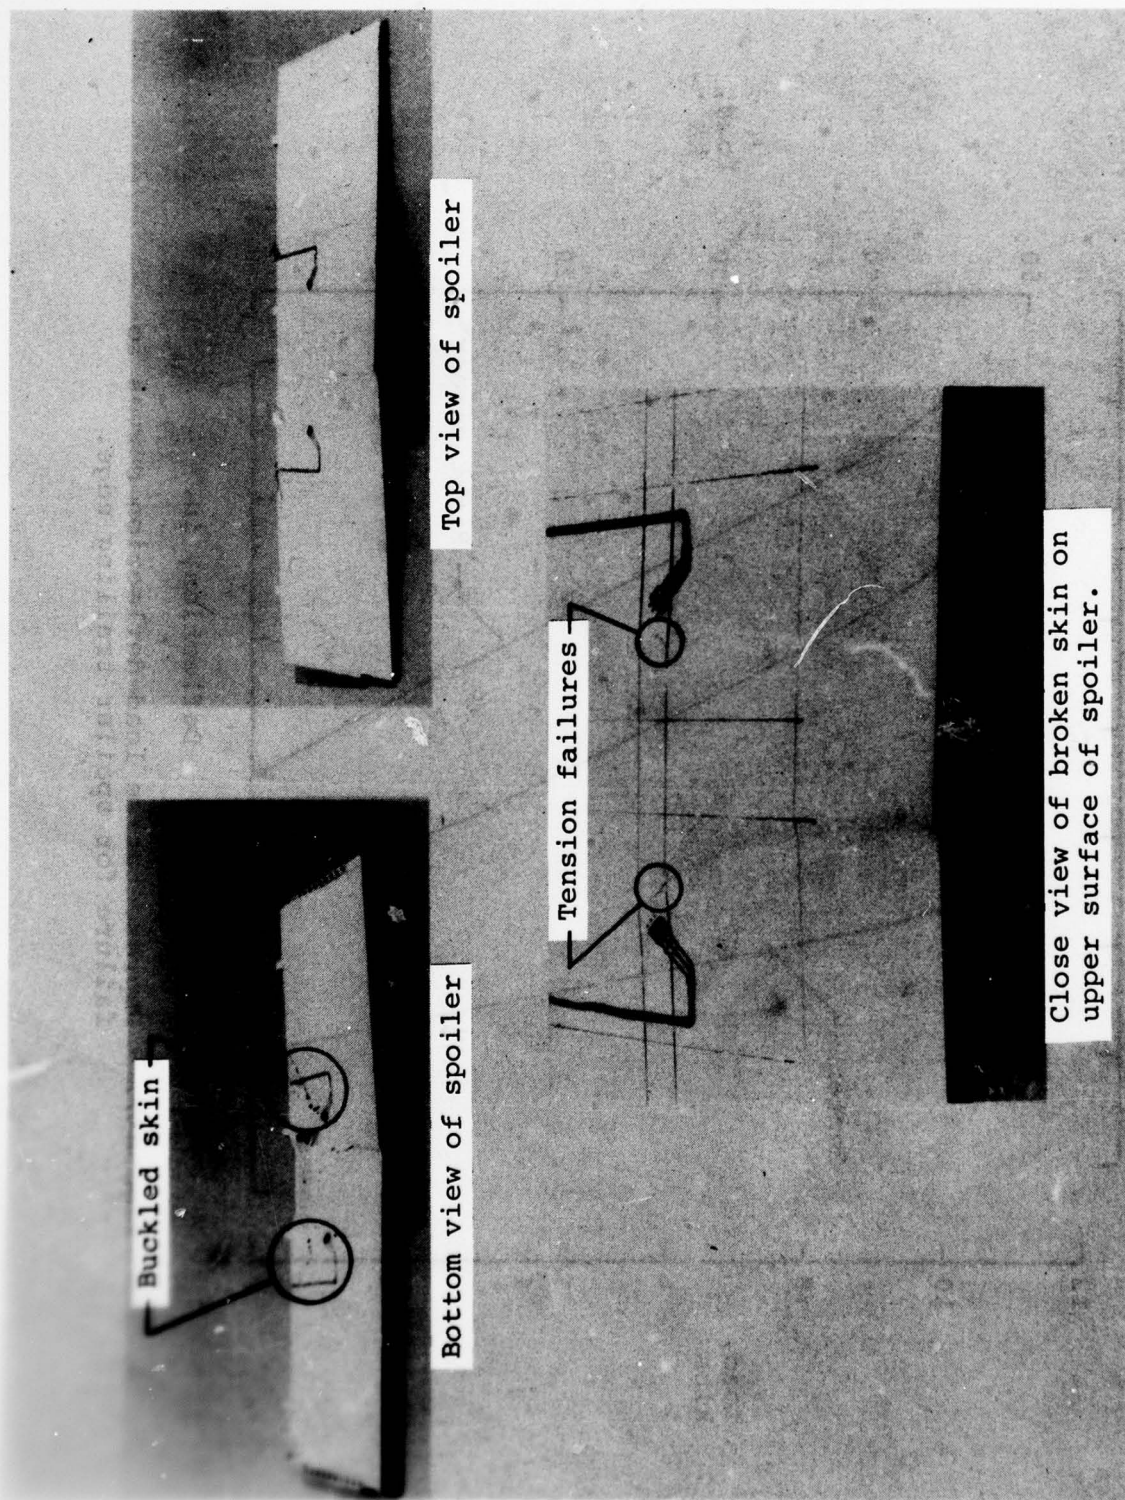 Buckled skin
Bottom view of spoiler
Top view of spoiler
Tension failures
Close view of broken skin on
upper surface of spoiler.